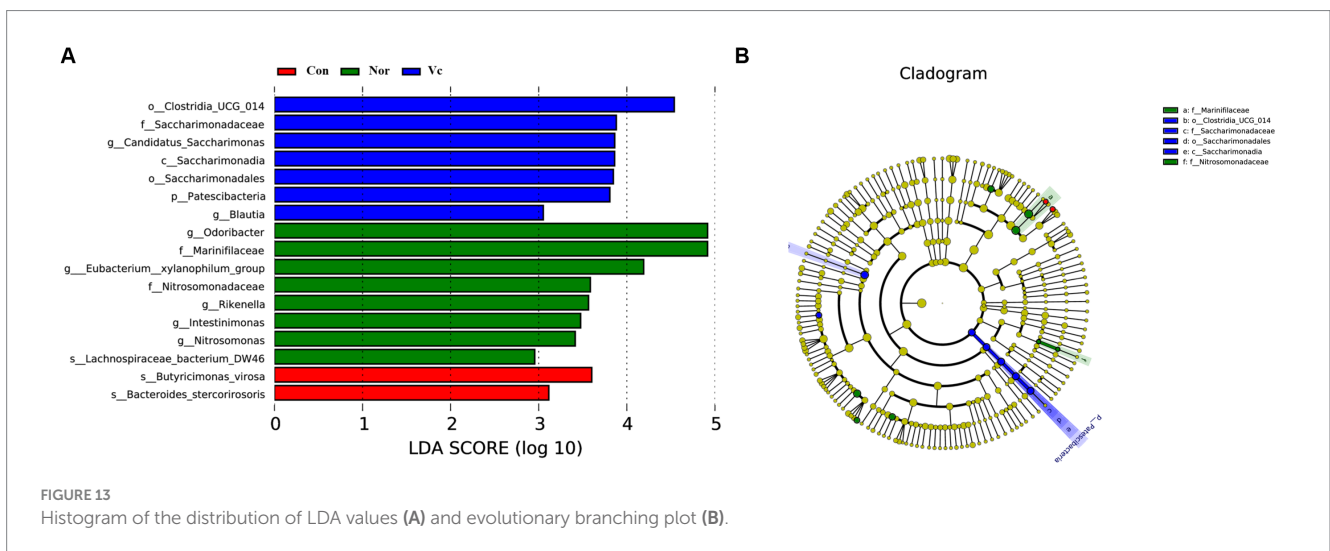 A
Con Nor Vc
o__Clostridia_UCG_014
f__Saccharimonadaceae
g__Candidatus_Saccharimonas
c__Saccharimonadia
o__Saccharimonadales
p__Patescibacteria
g__Blautia
g__Odoribacter
f__Marinifilaceae
g___Eubacterium__xylanophilum_group
f__Nitrosomonadaceae
g__Rikenella
g__Intestinimonas
g__Nitrosomonas
s__Lachnospiraceae_bacterium_DW46
s__Butyricimonas_virosa
s__Bacteroides_stercorirosoris
0 1 2 3 4 5
LDA SCORE (log 10)
B
Cladogram
a: f__Marinifilaceae
b: o__Clostridia_UCG_014
c: f__Saccharimonadaceae
d: o__Saccharimonadales
e: c__Saccharimonadia
f: f__Nitrosomonadaceae
a
f
c
d
e
p__Patescibacteria
FIGURE 13
Histogram of the distribution of LDA values (A) and evolutionary branching plot (B).